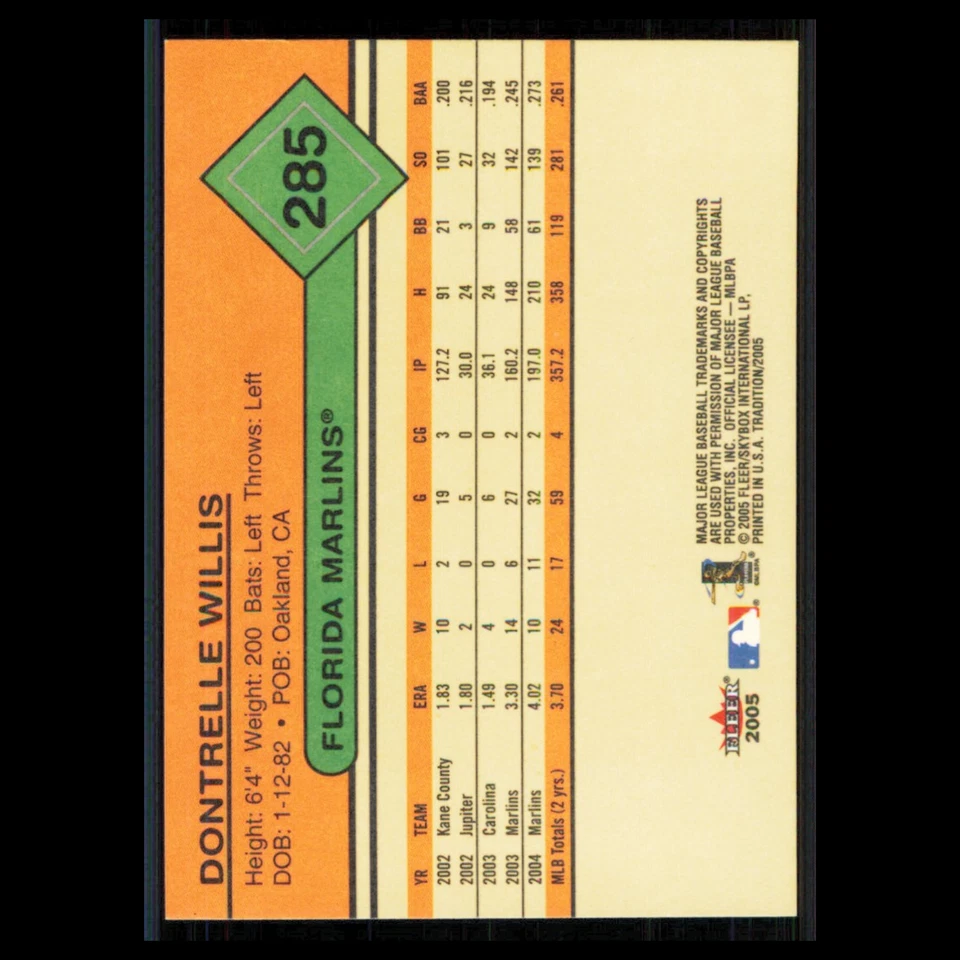 DONTRELLE WILLIS
Height: 6'4" Weight: 200 Bats: Left Throws: Left
DOB: 1-12-82 • POB: Oakland, CA
285
FLORIDA MARLINS®
YR TEAM ERA W L G CG IP H BB SO BAA
2002 Kane County 1.83 10 2 19 3 127.2 91 21 101 .200
2002 Jupiter 1.80 2 0 5 0 30.0 24 3 27 .216
2003 Carolina 1.49 4 0 6 0 36.1 24 9 32 .194
2003 Marlins 3.30 14 6 27 2 160.2 148 58 142 .245
2004 Marlins 4.02 10 11 32 2 197.0 210 61 139 .273
MLB Totals (2 yrs.) 3.70 24 17 59 4 357.2 358 119 281 .261
FLEER®
2005
®
®
©MLBPA
MAJOR LEAGUE BASEBALL TRADEMARKS AND COPYRIGHTS
ARE USED WITH PERMISSION OF MAJOR LEAGUE BASEBALL
PROPERTIES, INC. OFFICIAL LICENSEE — MLBPA
© 2005 FLEER/SKYBOX INTERNATIONAL LP,
PRINTED IN U.S.A. TRADITION/2005